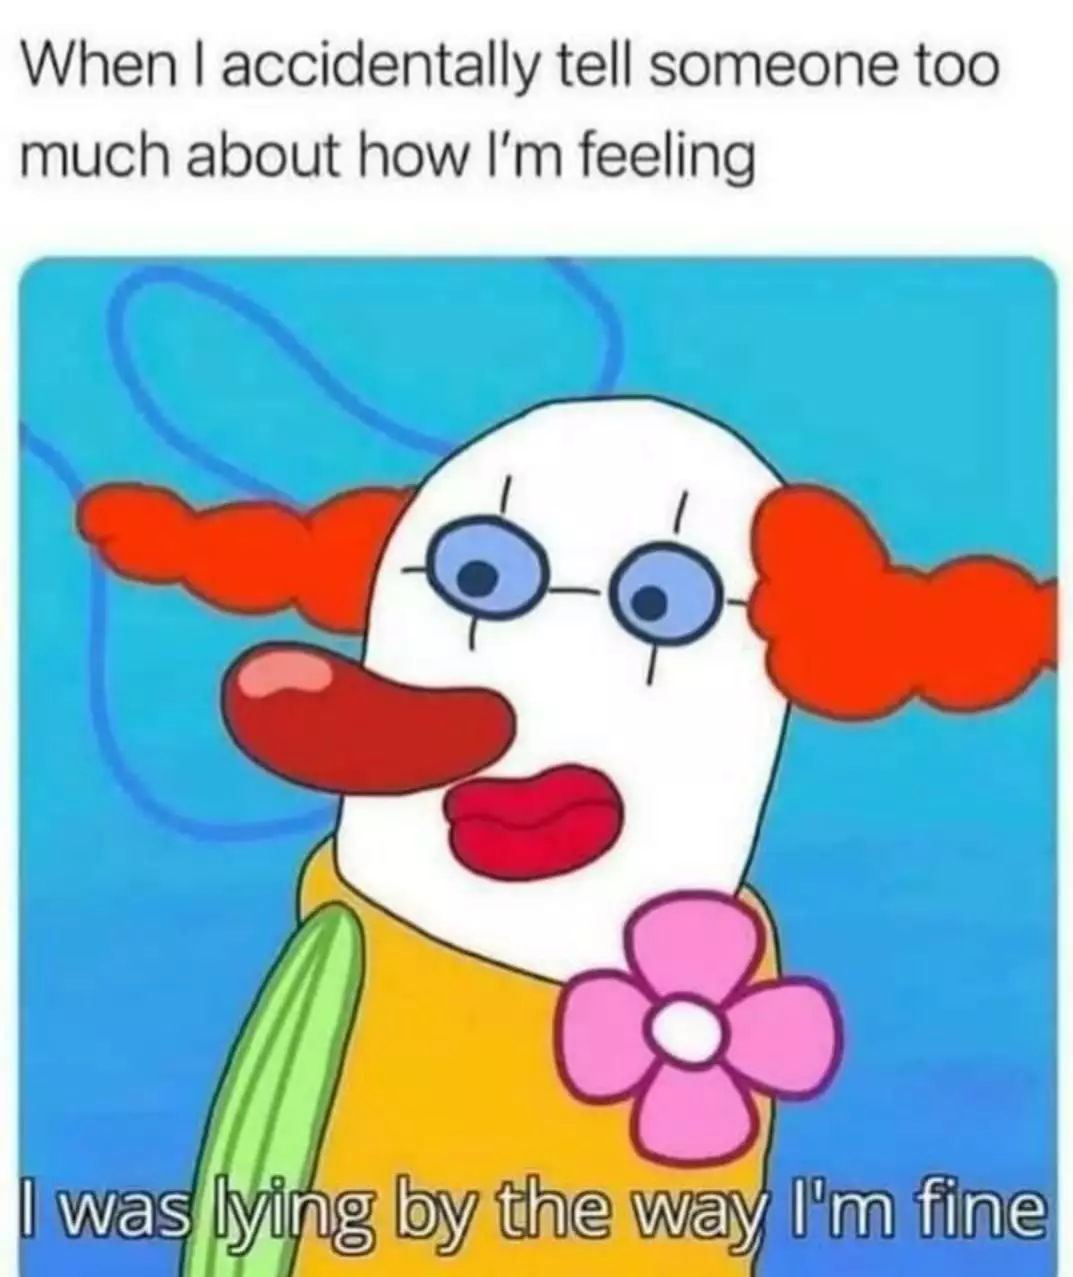 When I accidentally tell someone too
much about how I'm feeling
I was lying by the way I'm fine